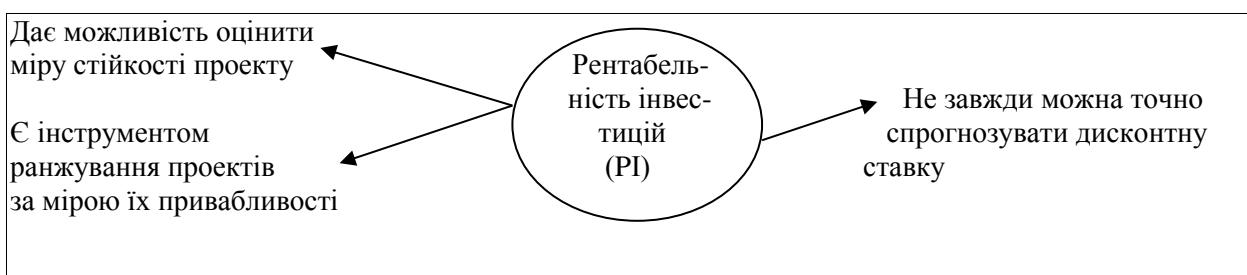 Дає можливість оцінити
міру стійкості проекту
Є інструментом
ранжування проектів
за мірою їх привабливості
Рентабель-
ність інвес-
тицій
(PI)
Не завжди можна точно
спрогнозувати дисконтну
ставку